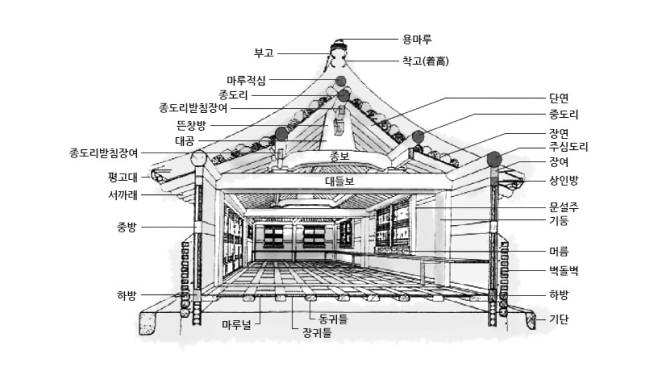 용마루
부고
착고(着高)
마루적심
종도리
종도리받침장여
뜬창방
대공
종도리받침장여
평고대
서까래
중방
하방
단연
중도리
장연
주심도리
장여
상인방
문설주
기둥
머름
벽돌벽
하방
기단
종보
대들보
마루널
장귀틀
동귀틀